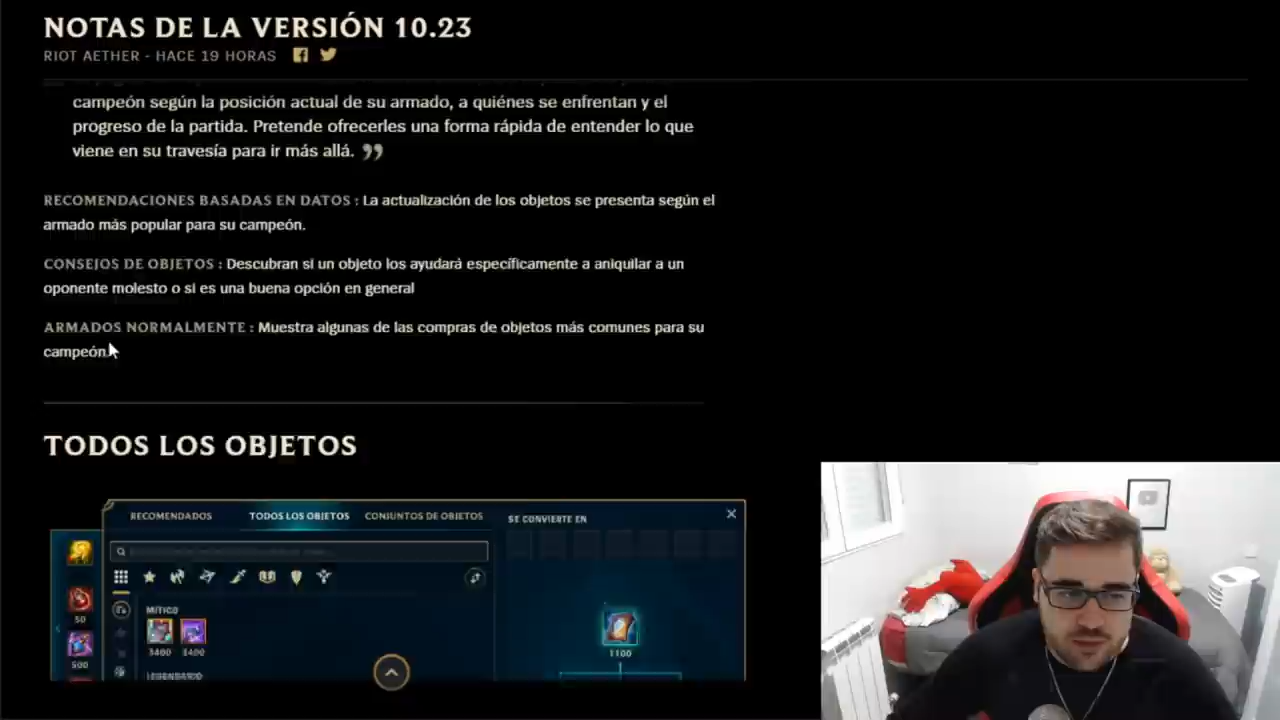 NOTAS DE LA VERSIÓN 10.23
RIOT AETHER - HACE 19 HORAS
campeón según la posición actual de su armado, a quiénes se enfrentan y el
progreso de la partida. Pretende ofrecerles una forma rápida de entender lo que
viene en su travesía para ir más allá. ”
RECOMENDACIONES BASADAS EN DATOS : La actualización de los objetos se presenta según el
armado más popular para su campeón.
CONSEJOS DE OBJETOS : Descubran si un objeto los ayudará específicamente a aniquilar a un
oponente molesto o si es una buena opción en general
ARMADOS NORMALMENTE : Muestra algunas de las compras de objetos más comunes para su
campeón.
TODOS LOS OBJETOS
RECOMENDADOS TODOS LOS OBJETOS CONJUNTOS DE OBJETOS SE CONVIERTE EN
MÍTICO
50
3400 3400
1100
500
LEGENDARIO